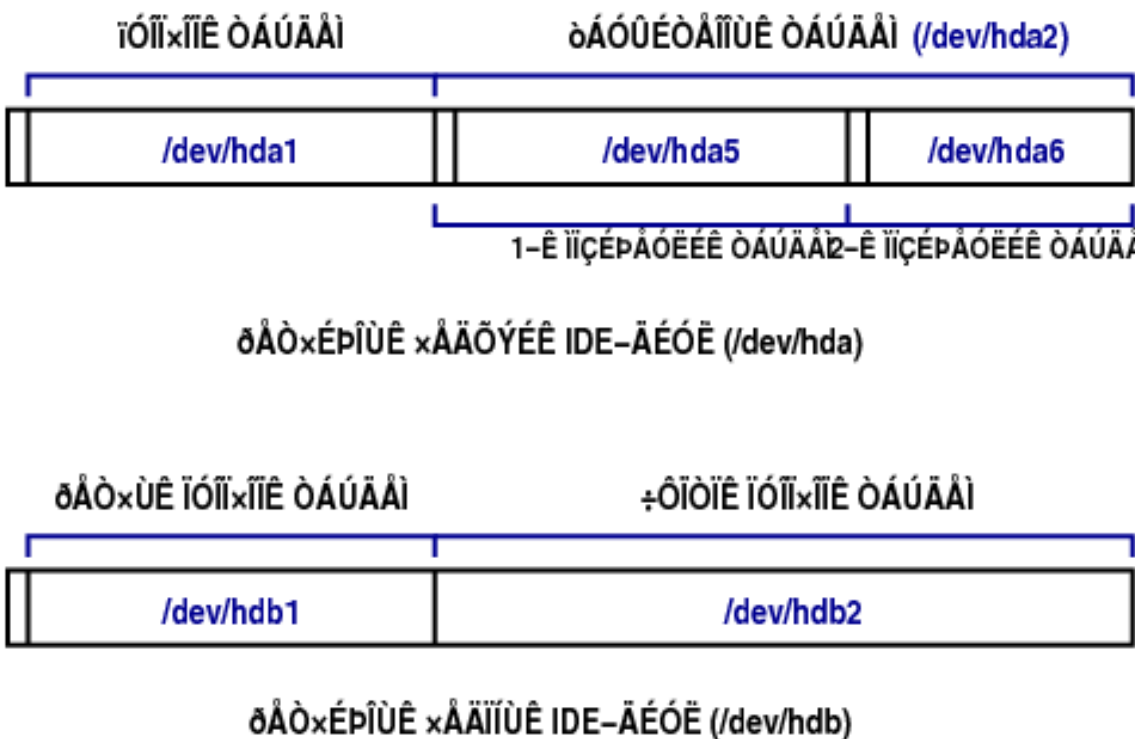 ïÓÎÏ×ÎÏÊ ÒÁÚÄÅÌ òÁÓÛÉÒÅÎÎÙÊ ÒÁÚÄÅÌ (/dev/hda2)
/dev/hda1 /dev/hda5 /dev/hda6
1–Ê ÌÏÇÉÞÅÓËÉÊ ÒÁÚÄÅÌ 2–Ê ÌÏÇÉÞÅÓËÉÊ ÒÁÚÄÅ
ðÅÒ×ÉÞÎÙÊ ×ÅÄÕÝÉÊ IDE–ÄÉÓË (/dev/hda)
ðÅÒ×ÙÊ ÏÓÎÏ×ÎÏÊ ÒÁÚÄÅÌ ÷ÔÏÒÏÊ ÏÓÎÏ×ÎÏÊ ÒÁÚÄÅÌ
/dev/hdb1 /dev/hdb2
ðÅÒ×ÉÞÎÙÊ ×ÅÄÏÍÙÊ IDE–ÄÉÓË (/dev/hdb)